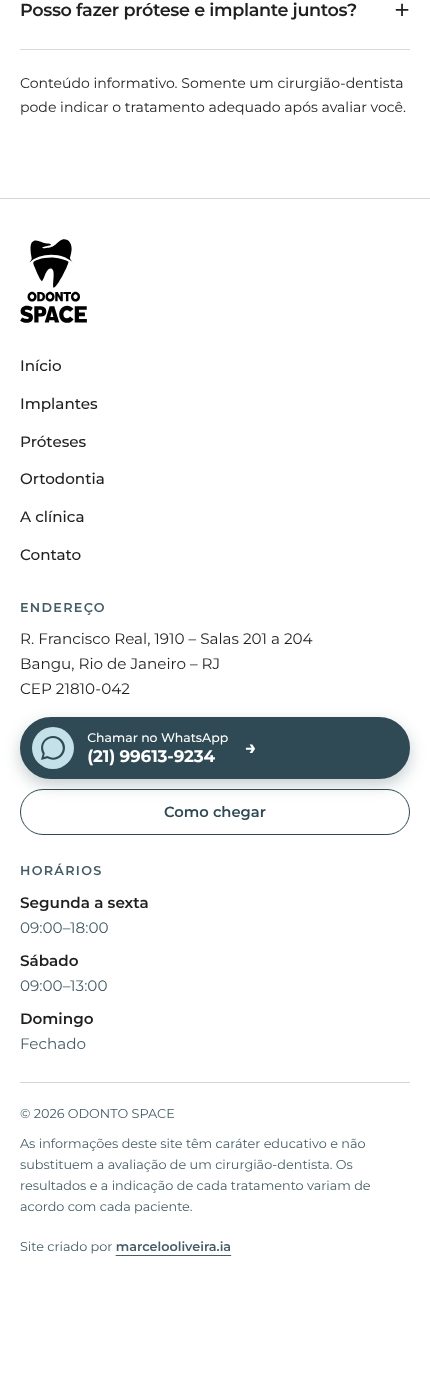 Posso fazer prótese e implante juntos? +
Conteúdo informativo. Somente um cirurgião-dentista
pode indicar o tratamento adequado após avaliar você.
ODONTO
SPACE
Início
Implantes
Próteses
Ortodontia
A clínica
Contato
ENDEREÇO
R. Francisco Real, 1910 – Salas 201 a 204
Bangu, Rio de Janeiro – RJ
CEP 21810-042
Chamar no WhatsApp
(21) 99613-9234 →
Como chegar
HORÁRIOS
Segunda a sexta
09:00–18:00
Sábado
09:00–13:00
Domingo
Fechado
© 2026 ODONTO SPACE
As informações deste site têm caráter educativo e não
substituem a avaliação de um cirurgião-dentista. Os
resultados e a indicação de cada tratamento variam de
acordo com cada paciente.
Site criado por marcelooliveira.ia